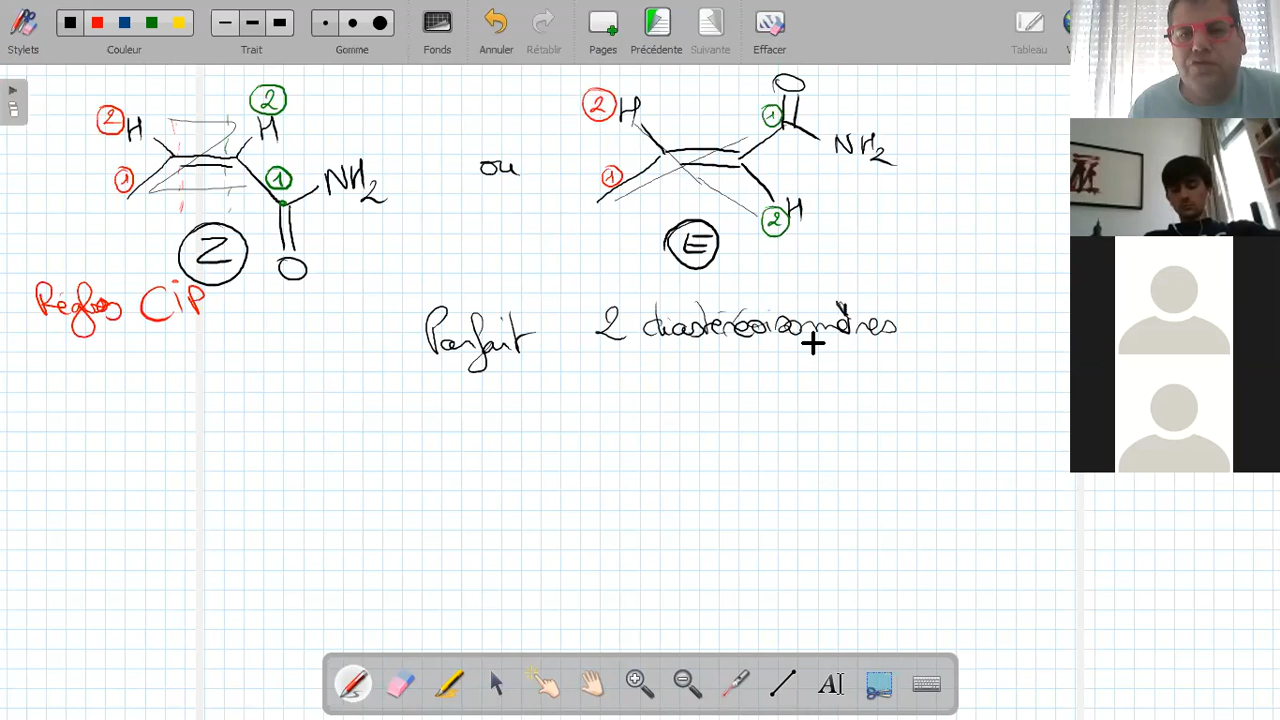 Stylets Couleur Trait Gomme Fonds Annuler Rétablir Pages Précédente Suivante Effacer Tableau
2 H H 2
1 1 NH2
O
Z
ou
2 H O
1 NH2
1 H
2
E
Règles CIP
Parfait 2 diastéréoisomères
AI